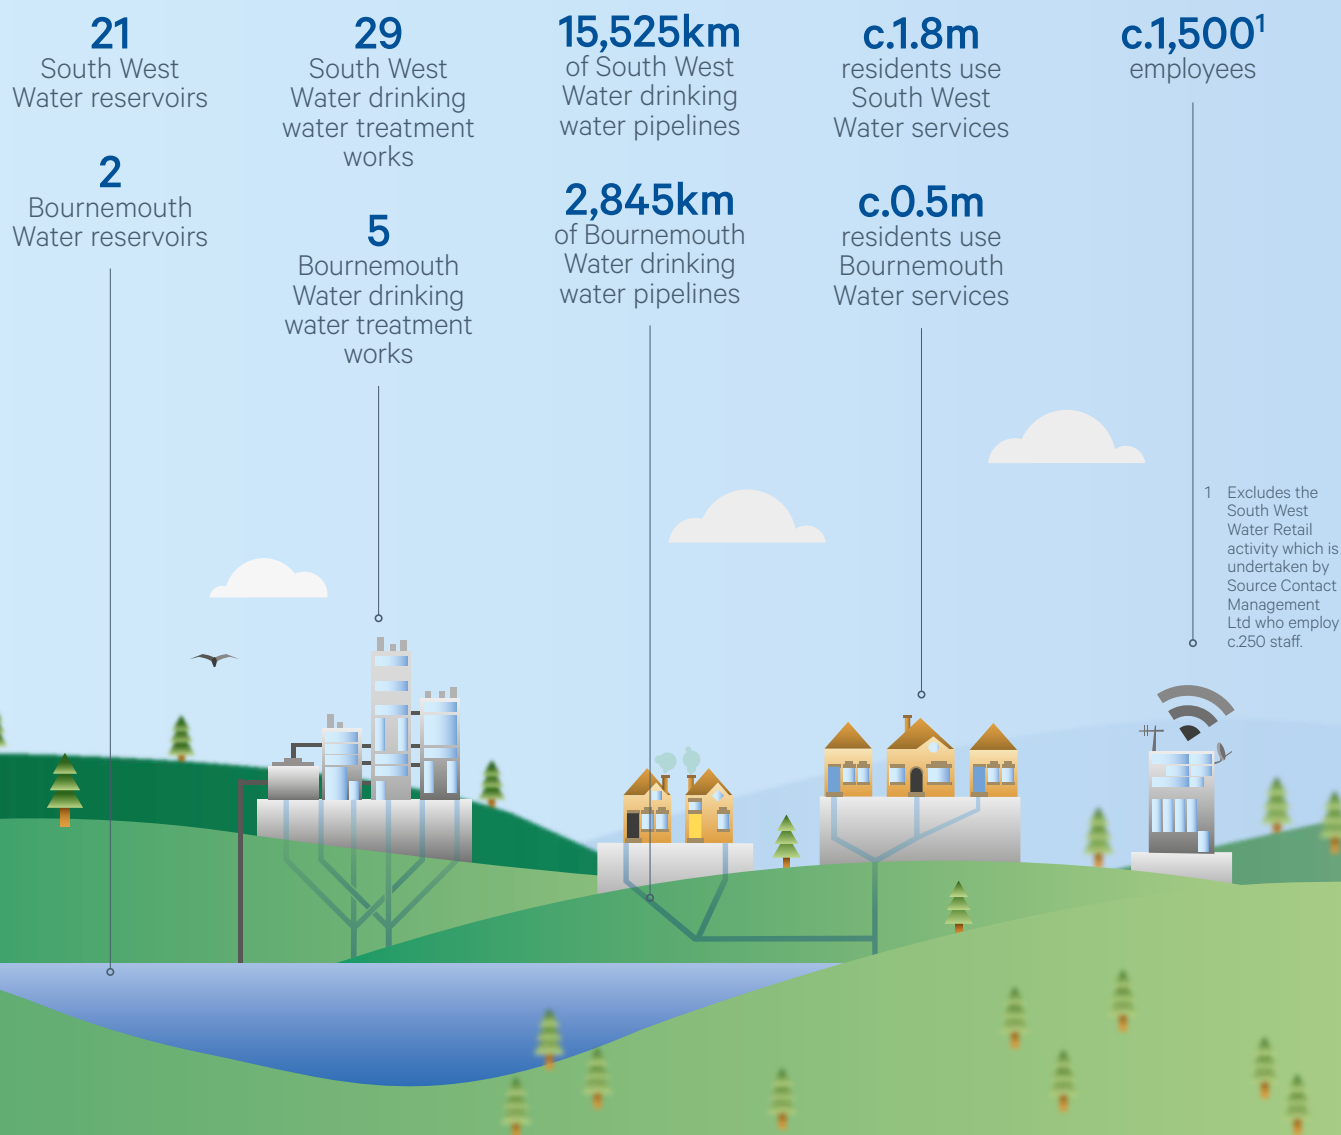 21
South West
Water reservoirs
2
Bournemouth
Water reservoirs
29
South West
Water drinking
water treatment
works
5
Bournemouth
Water drinking
water treatment
works
15,525km
of South West
Water drinking
water pipelines
2,845km
of Bournemouth
Water drinking
water pipelines
c.1.8m
residents use
South West
Water services
c.0.5m
residents use
Bournemouth
Water services
c.1,500¹
employees
1 Excludes the
South West
Water Retail
activity which is
undertaken by
Source Contact
Management
Ltd who employ
c.250 staff.